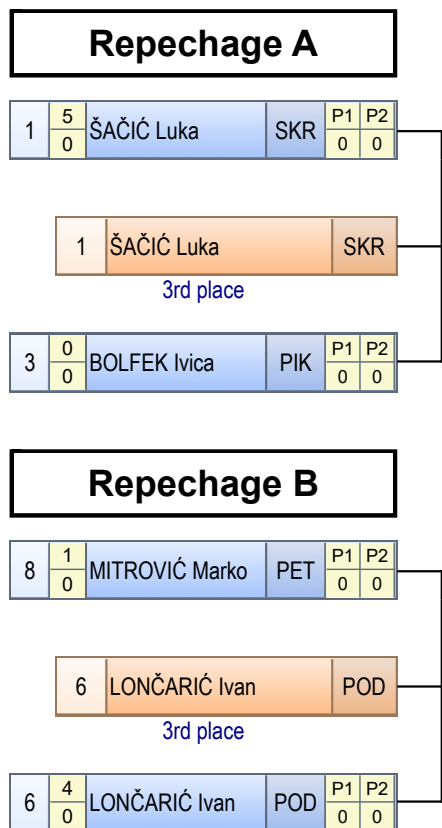 Repechage A
1 5 0 ŠAČIĆ Luka SKR P1 P2 0 0
1 ŠAČIĆ Luka SKR
3rd place
3 0 0 BOLFEK Ivica PIK P1 P2 0 0
Repechage B
8 1 0 MITROVIĆ Marko PET P1 P2 0 0
6 LONČARIĆ Ivan POD
3rd place
6 4 0 LONČARIĆ Ivan POD P1 P2 0 0